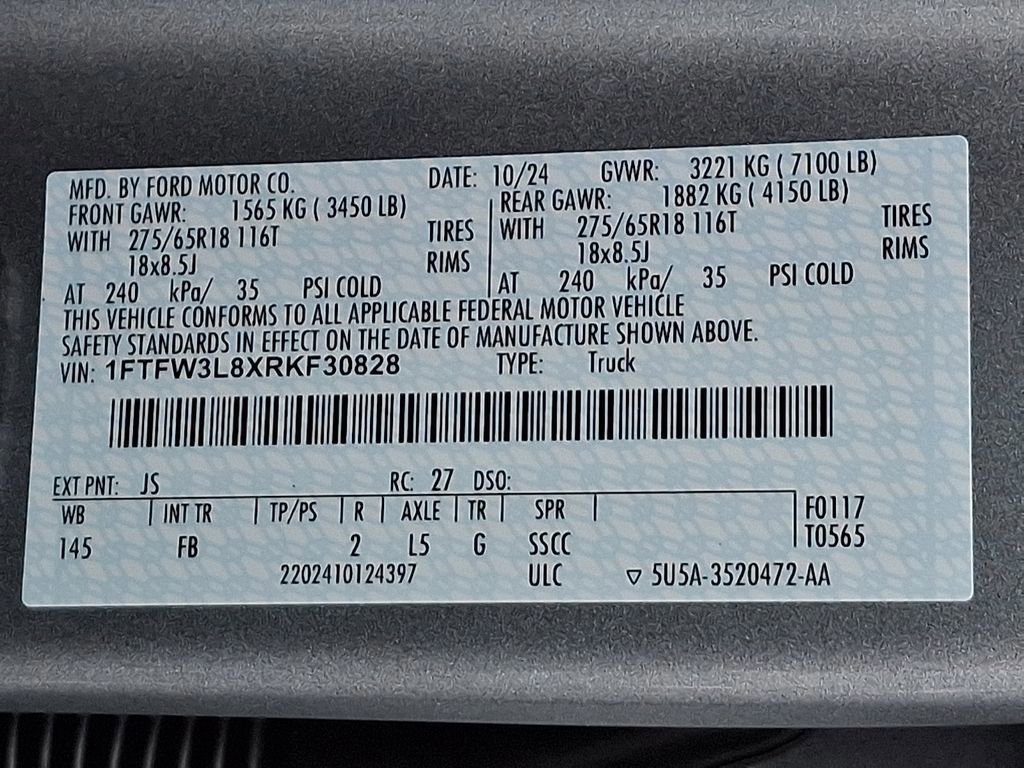 MFD. BY FORD MOTOR CO. DATE: 10/24 GVWR: 3221 KG ( 7100 LB)
FRONT GAWR: 1565 KG ( 3450 LB) REAR GAWR: 1882 KG ( 4150 LB)
WITH 275/65R18 116T TIRES WITH 275/65R18 116T TIRES
18x8.5J RIMS 18x8.5J RIMS
AT 240 kPa/ 35 PSI COLD AT 240 kPa/ 35 PSI COLD
THIS VEHICLE CONFORMS TO ALL APPLICABLE FEDERAL MOTOR VEHICLE
SAFETY STANDARDS IN EFFECT ON THE DATE OF MANUFACTURE SHOWN ABOVE.
VIN: 1FTFW3L8XRKF30828 TYPE: Truck
EXT PNT: JS RC: 27 DSO:
WB INT TR TP/PS R AXLE TR SPR F0117
145 FB 2 L5 G SSCC T0565
2202410124397 ULC ▽ 5U5A-3520472-AA